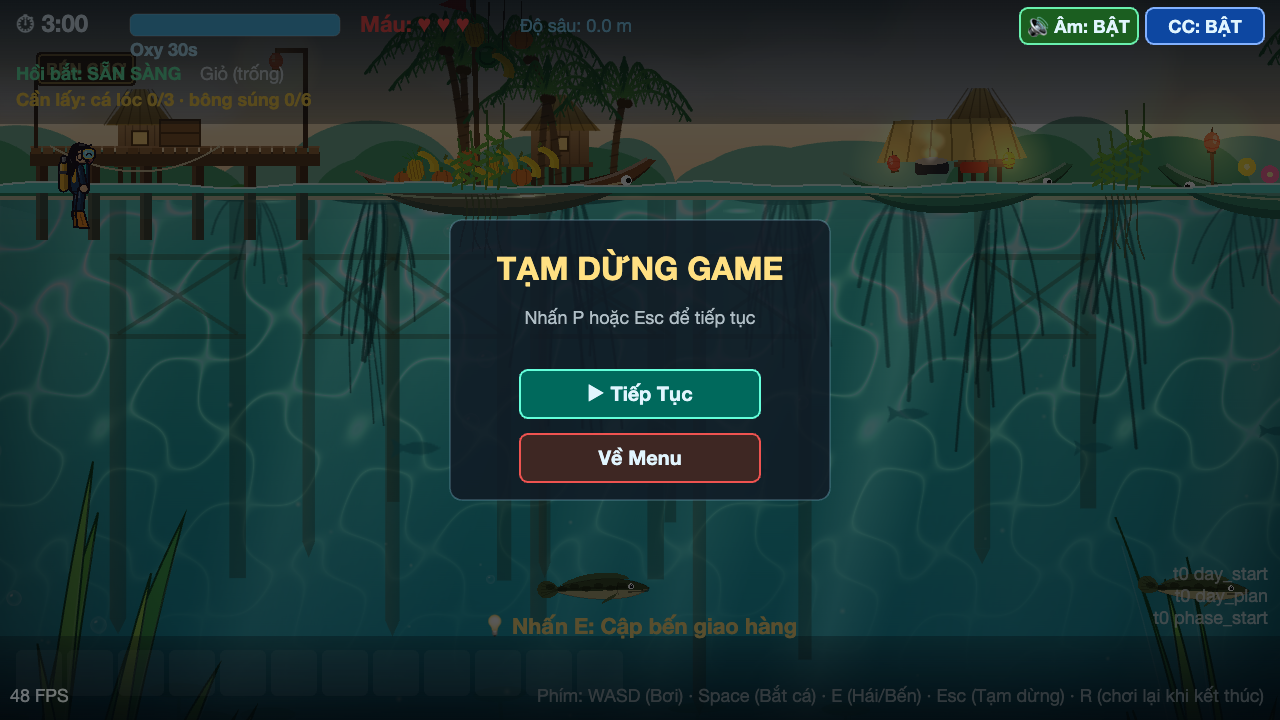 ⏱ 3:00
Máu: ♥ ♥ ♥
Độ sâu: 0.0 m
🔊 Âm: BẬT
CC: BẬT
Oxy 30s
Hồi bắt: SẴN SÀNG
Giỏ (trống)
Cần lấy: cá lóc 0/3 · bông súng 0/6
TẠM DỪNG GAME
Nhấn P hoặc Esc để tiếp tục
▶ Tiếp Tục
Về Menu
t0 day_start
t0 day_plan
t0 phase_start
💡 Nhấn E: Cập bến giao hàng
48 FPS
Phím: WASD (Bơi) · Space (Bắt cá) · E (Hái/Bến) · Esc (Tạm dừng) · R (chơi lại khi kết thúc)